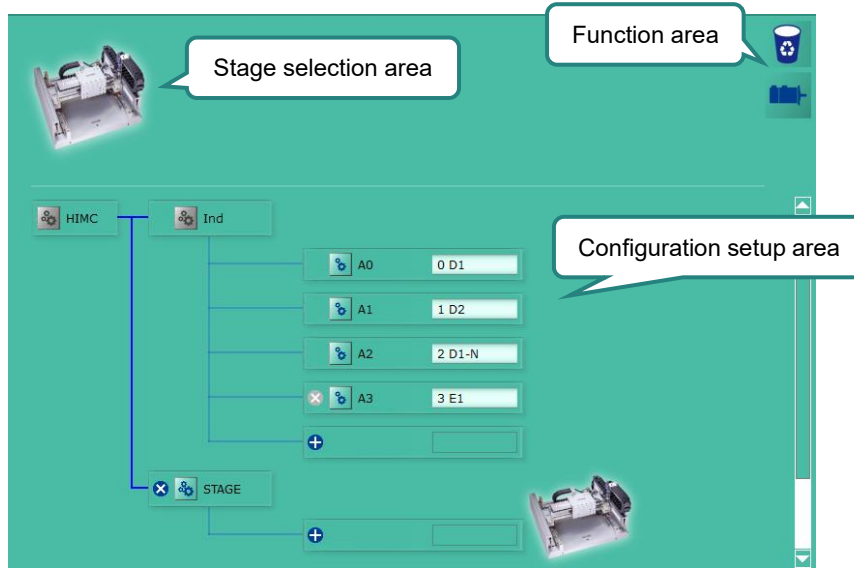 Function area
Stage selection area
HIMC
Ind
Configuration setup area
A0 0 D1
A1 1 D2
A2 2 D1-N
A3 3 E1
STAGE